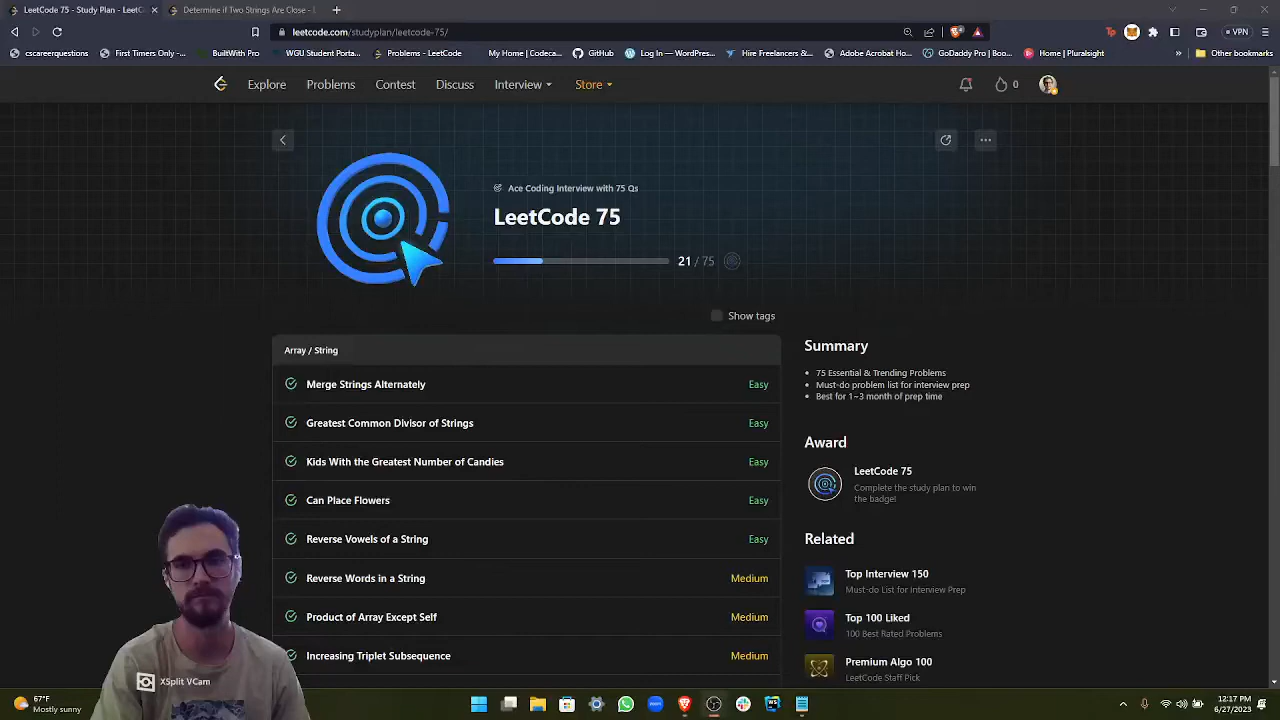 LeetCode 75 - Study Plan - LeetC
Determine if Two Strings Are Close - L
leetcode.com/studyplan/leetcode-75/
VPN
cscareerquestions
First Timers Only -...
BuiltWith Pro
WGU Student Portal...
Problems - LeetCode
My Home | Codeca...
GitHub
Log In — WordPress...
Hire Freelancers &...
Adobe Acrobat Hom...
GoDaddy Pro | Boo...
Home | Pluralsight
Other bookmarks
Explore
Problems
Contest
Discuss
Interview
Store
0
Ace Coding Interview with 75 Qs
LeetCode 75
21 / 75
Show tags
Array / String
Merge Strings Alternately Easy
Greatest Common Divisor of Strings Easy
Kids With the Greatest Number of Candies Easy
Can Place Flowers Easy
Reverse Vowels of a String Easy
Reverse Words in a String Medium
Product of Array Except Self Medium
Increasing Triplet Subsequence Medium
Summary
75 Essential & Trending Problems
Must-do problem list for interview prep
Best for 1~3 month of prep time
Award
LeetCode 75
Complete the study plan to win
the badge!
Related
Top Interview 150
Must-do List for Interview Prep
Top 100 Liked
100 Best Rated Problems
Premium Algo 100
LeetCode Staff Pick
XSplit VCam
67°F
Mostly sunny
12:17 PM
6/27/2023